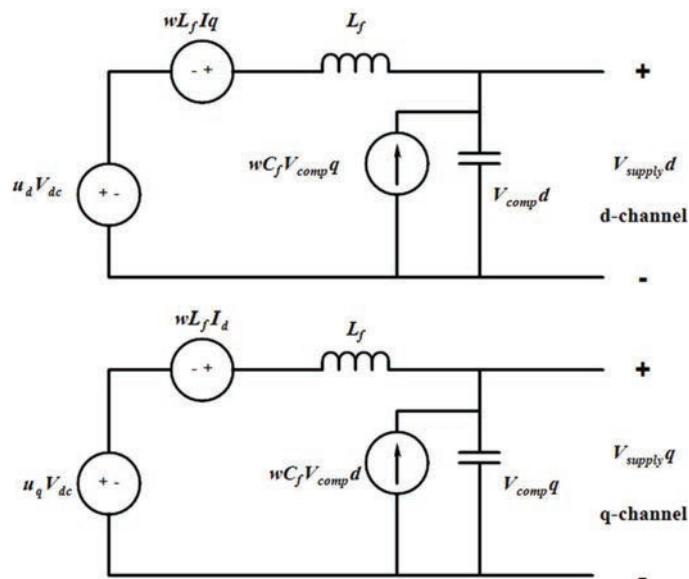 wL_f Iq
L_f
- +
+
wC_f V_comp q
u_d V_dc
+ -
V_comp d
V_supply d
d-channel
-
wL_f I_d
L_f
- +
+
wC_f V_comp d
u_q V_dc
+ -
V_comp q
V_supply q
q-channel
-